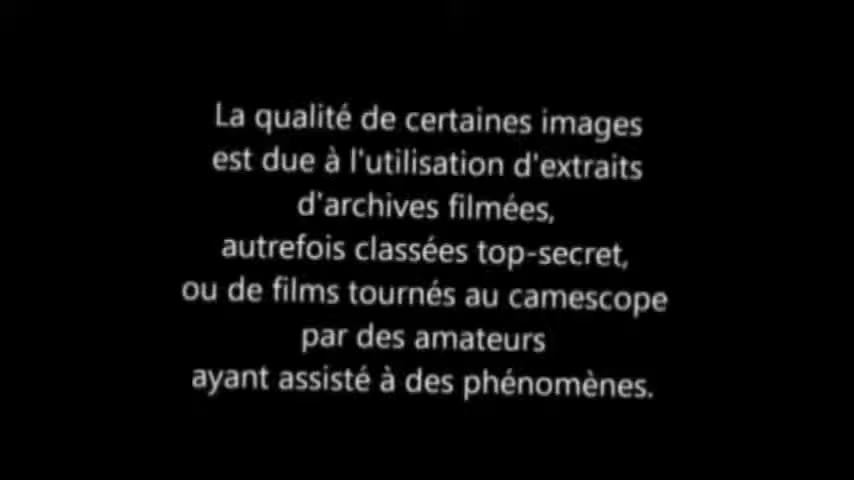 La qualité de certaines images
est due à l'utilisation d'extraits
d'archives filmées,
autrefois classées top-secret,
ou de films tournés au camescope
par des amateurs
ayant assisté à des phénomènes.